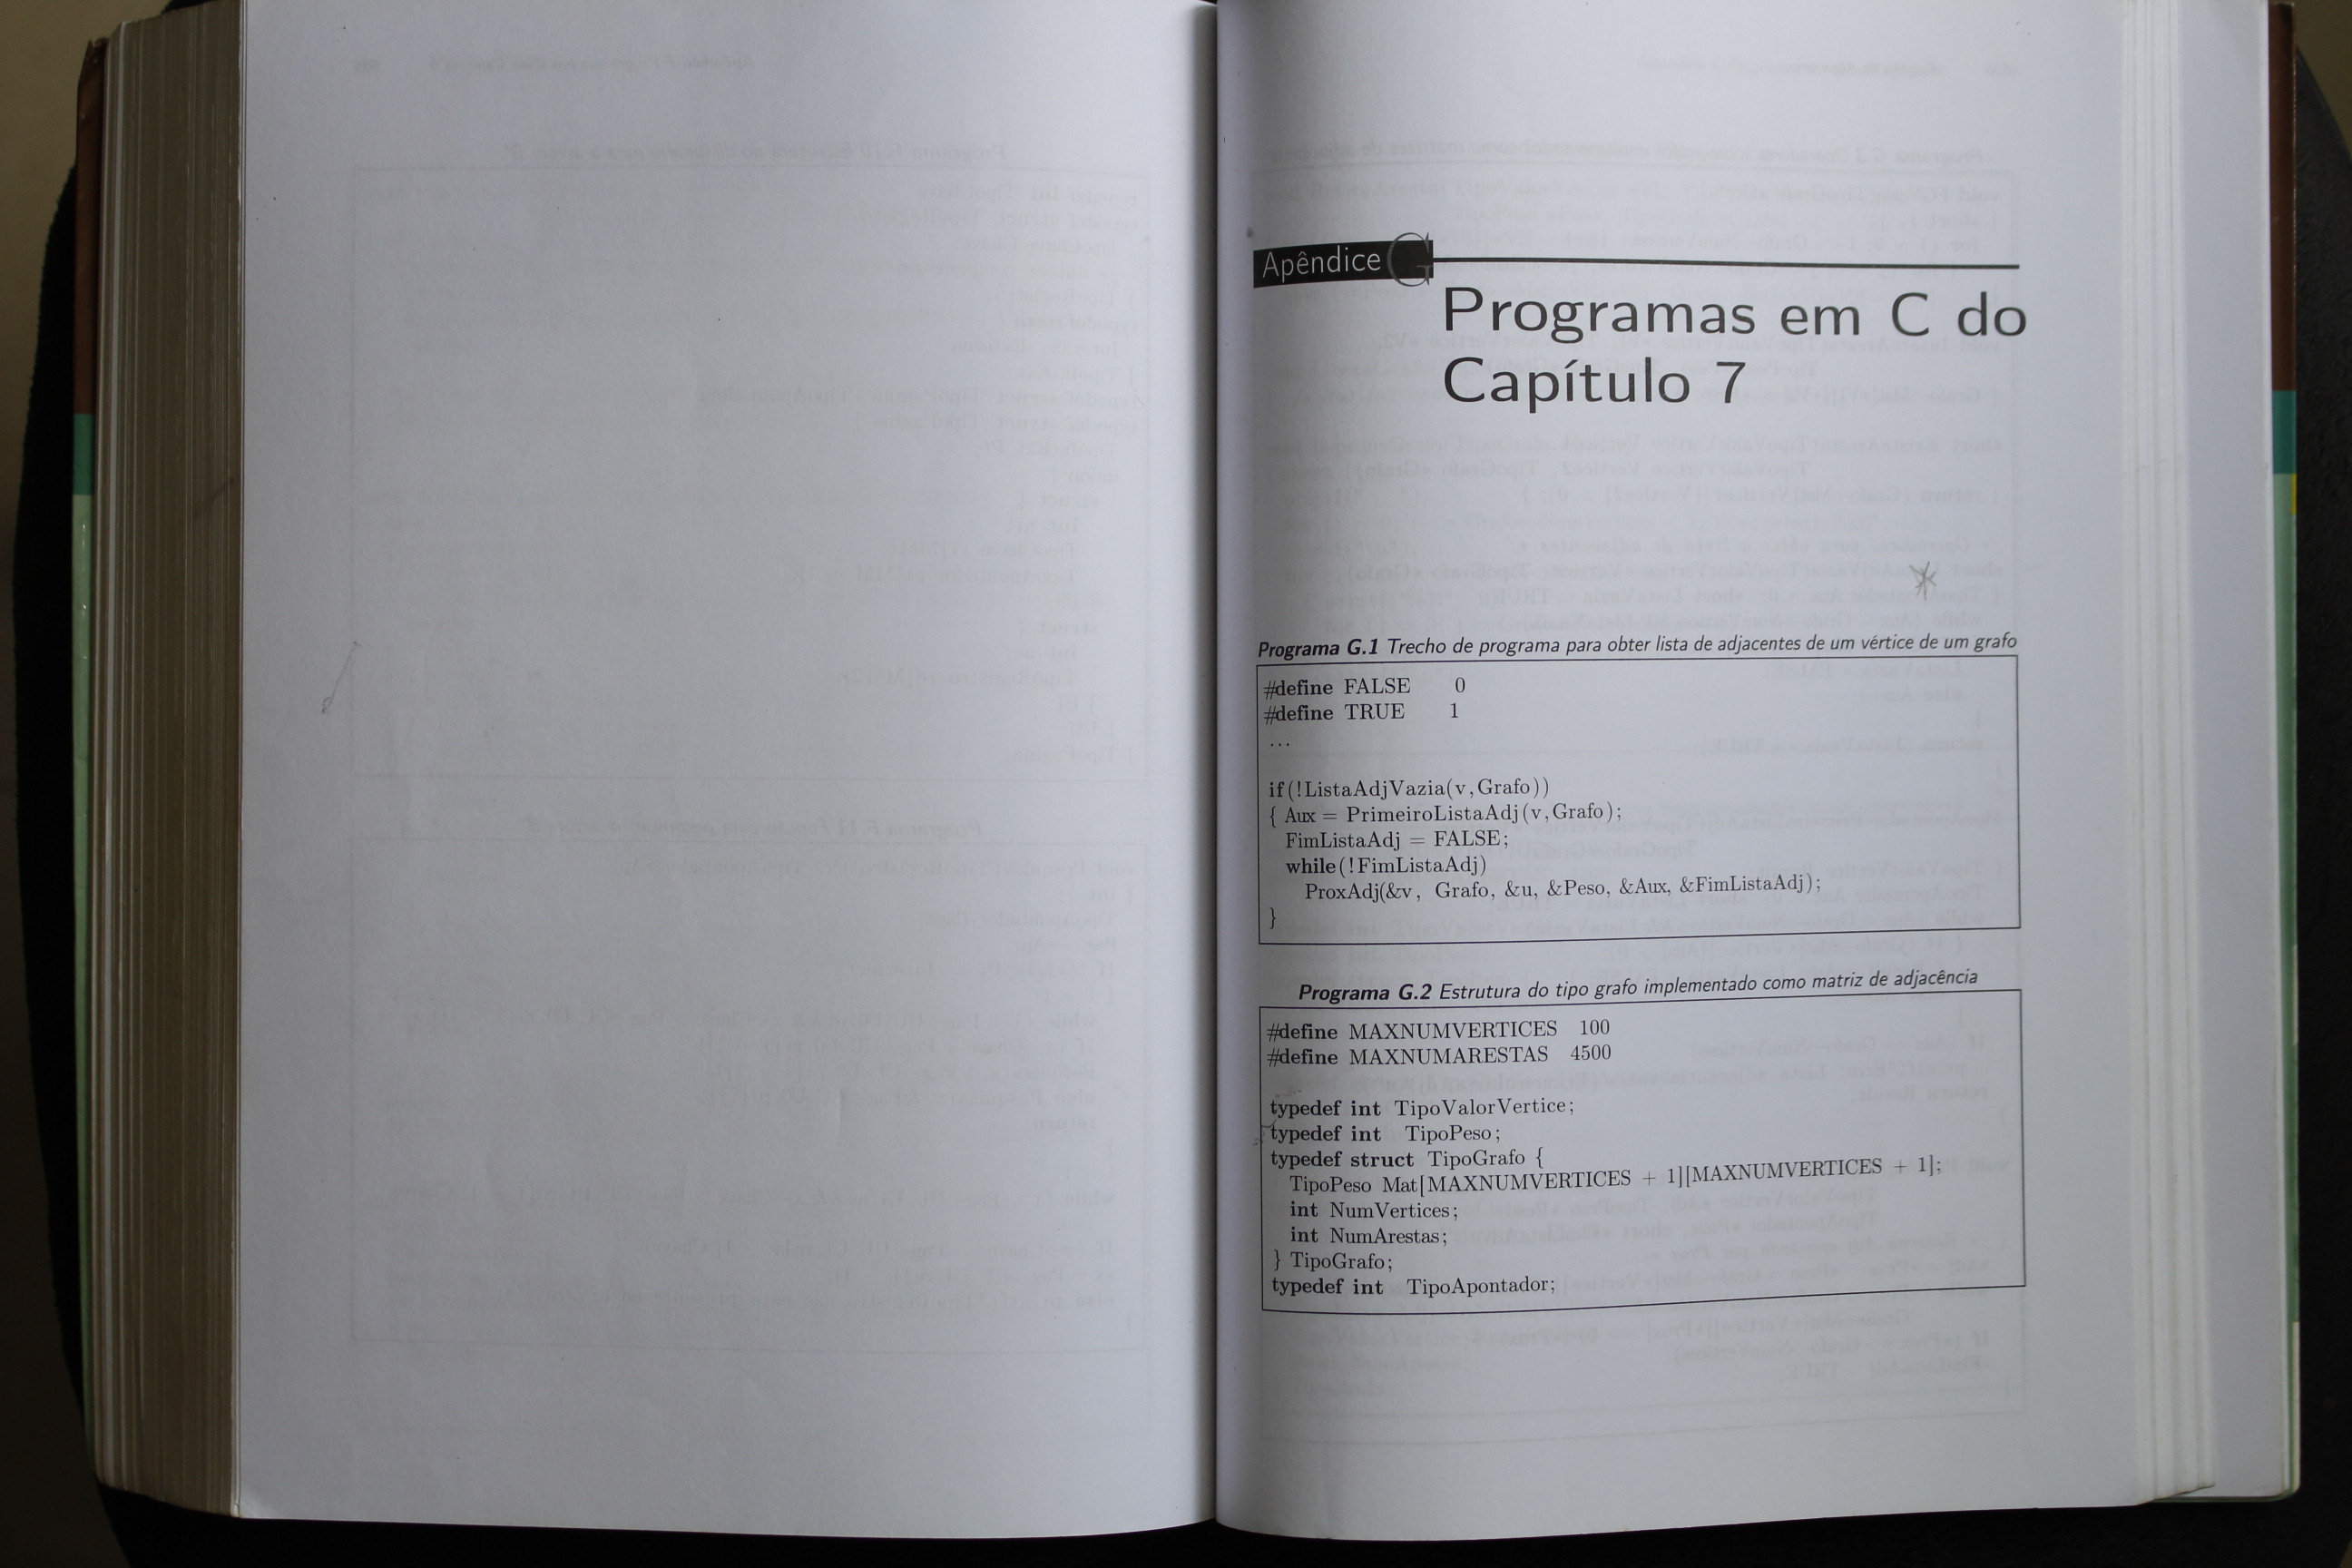 Apêndice G
Programas em C do
Capítulo 7
Programa G.1 Trecho de programa para obter lista de adjacentes de um vértice de um grafo
#define FALSE 0
#define TRUE 1
...
if(!ListaAdjVazia(v,Grafo))
{ Aux = PrimeiroListaAdj(v,Grafo);
FimListaAdj = FALSE;
while(!FimListaAdj)
ProxAdj(&v, Grafo, &u, &Peso, &Aux, &FimListaAdj);
}
Programa G.2 Estrutura do tipo grafo implementado como matriz de adjacência
#define MAXNUMVERTICES 100
#define MAXNUMARESTAS 4500
typedef int TipoValorVertice;
typedef int TipoPeso;
typedef struct TipoGrafo {
TipoPeso Mat[MAXNUMVERTICES + 1][MAXNUMVERTICES + 1];
int NumVertices;
int NumArestas;
} TipoGrafo;
typedef int TipoApontador;